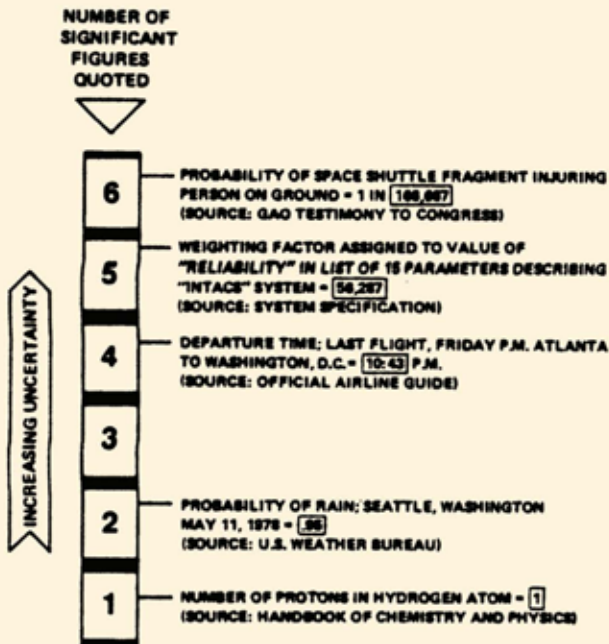 NUMBER OF
SIGNIFICANT
FIGURES
QUOTED
6
PROBABILITY OF SPACE SHUTTLE FRAGMENT INJURING
PERSON ON GROUND = 1 IN 166,667
(SOURCE: GAO TESTIMONY TO CONGRESS)
5
WEIGHTING FACTOR ASSIGNED TO VALUE OF
"RELIABILITY" IN LIST OF 15 PARAMETERS DESCRIBING
"INTACS" SYSTEM =
(SOURCE: SYSTEM SPECIFICATION)
4
DEPARTURE TIME; LAST FLIGHT, FRIDAY P.M. ATLANTA
TO WASHINGTON, D.C. = 10:43 P.M.
(SOURCE: OFFICIAL AIRLINE GUIDE)
INCREASING UNCERTAINTY
3
2
PROBABILITY OF RAIN; SEATTLE, WASHINGTON
MAY 11, 1978 =
(SOURCE: U.S. WEATHER BUREAU)
1
NUMBER OF PROTONS IN HYDROGEN ATOM = 1
(SOURCE: HANDBOOK OF CHEMISTRY AND PHYSICS)